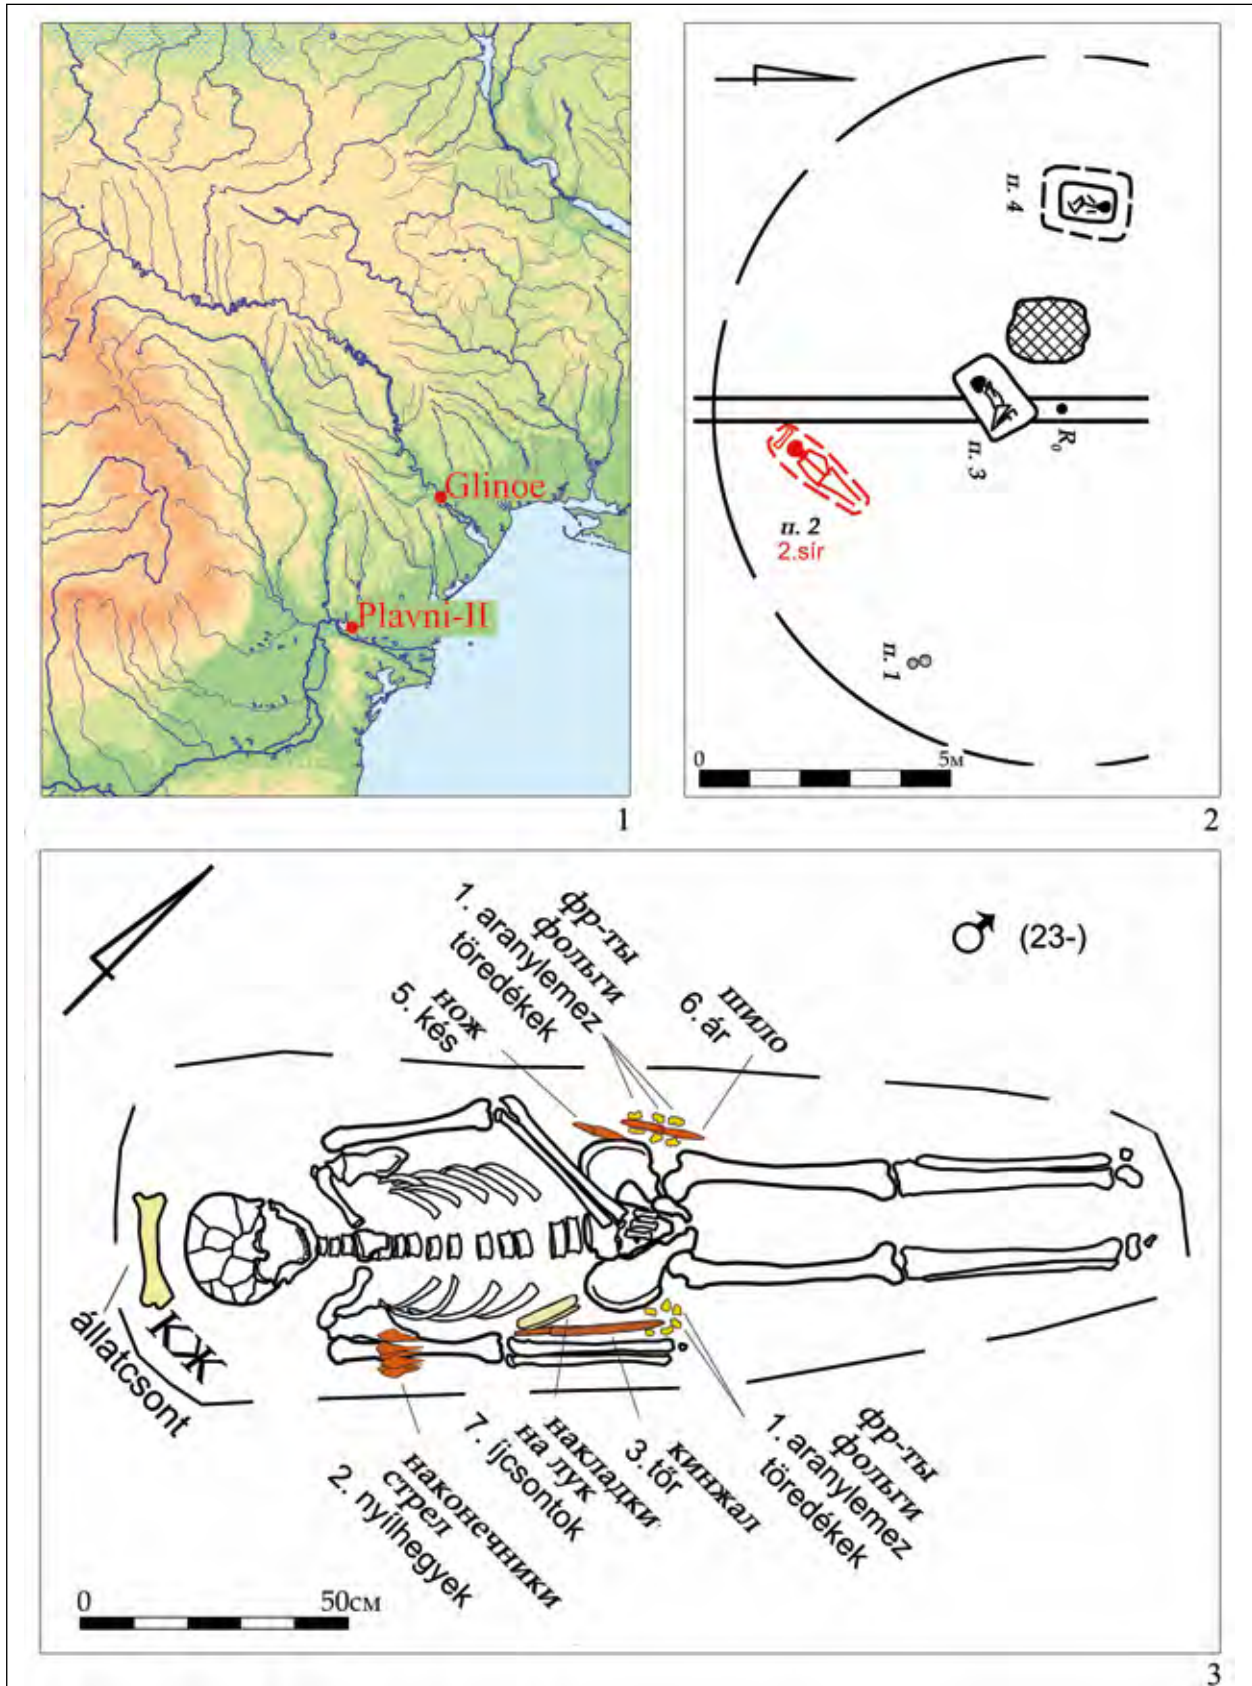 Glinoe
Plavni-II
1
п. 4
R₀
п. 3
п. 2
2.sír
п. 1
0
5м
2
♂ (23-)
фр-ты
фольги
1. aranylemez
töredékek
нож
5. kés
шило
6. ár
állatcsont
КЖ
наконечники
стрел
2. nyílhegyek
накладки
на лук
7. íjcsontok
кинжал
3. tőr
фр-ты
фольги
1. aranylemez
töredékek
0
50см
3